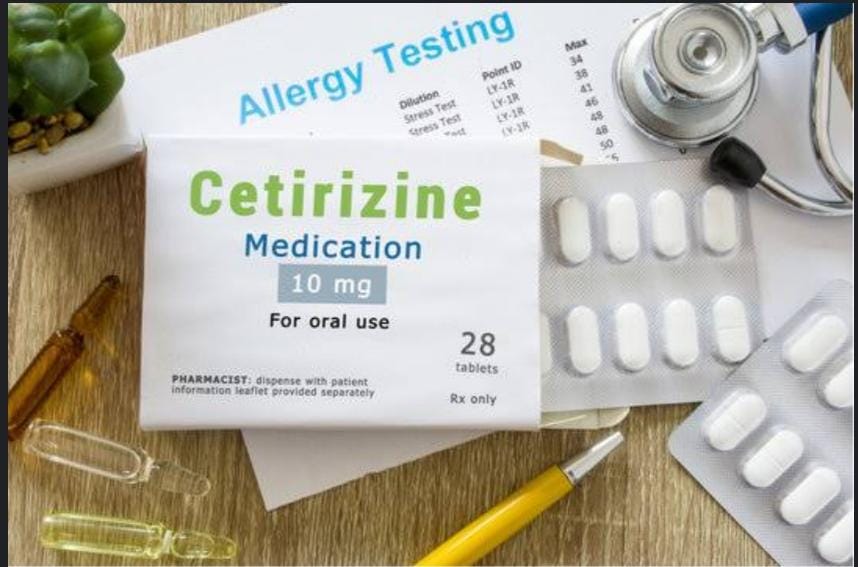 Allergy Testing
Dilution Point ID Max
Stress Test LY-1R 34
Stress Test LY-1R 38
Test LY-1R 41
LY-1R 46
48
48
50
Cetirizine
Medication
10 mg
For oral use
28
tablets
PHARMACIST: dispense with patient
information leaflet provided separately
Rx only